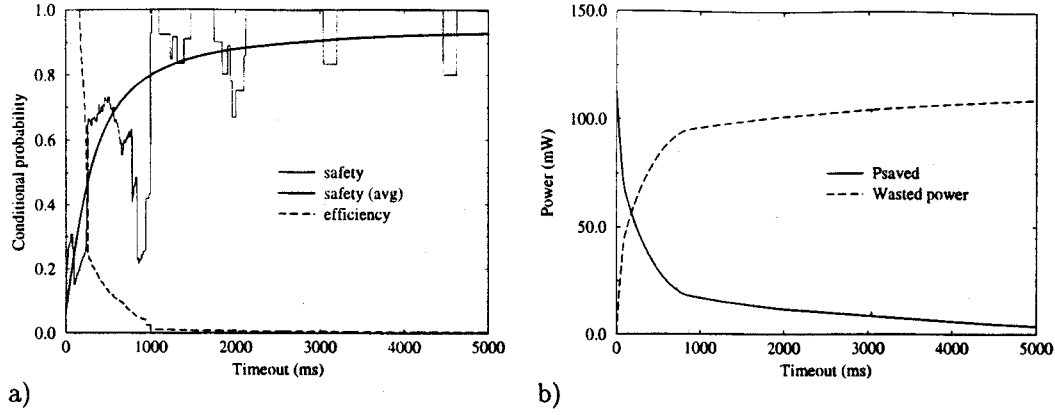 1.0
0.8
0.6
0.4
0.2
0.0
Conditional probability
safety
safety (avg)
efficiency
0 1000 2000 3000 4000 5000
Timeout (ms)
a)
150.0
100.0
50.0
0.0
Power (mW)
Psaved
Wasted power
0 1000 2000 3000 4000 5000
Timeout (ms)
b)